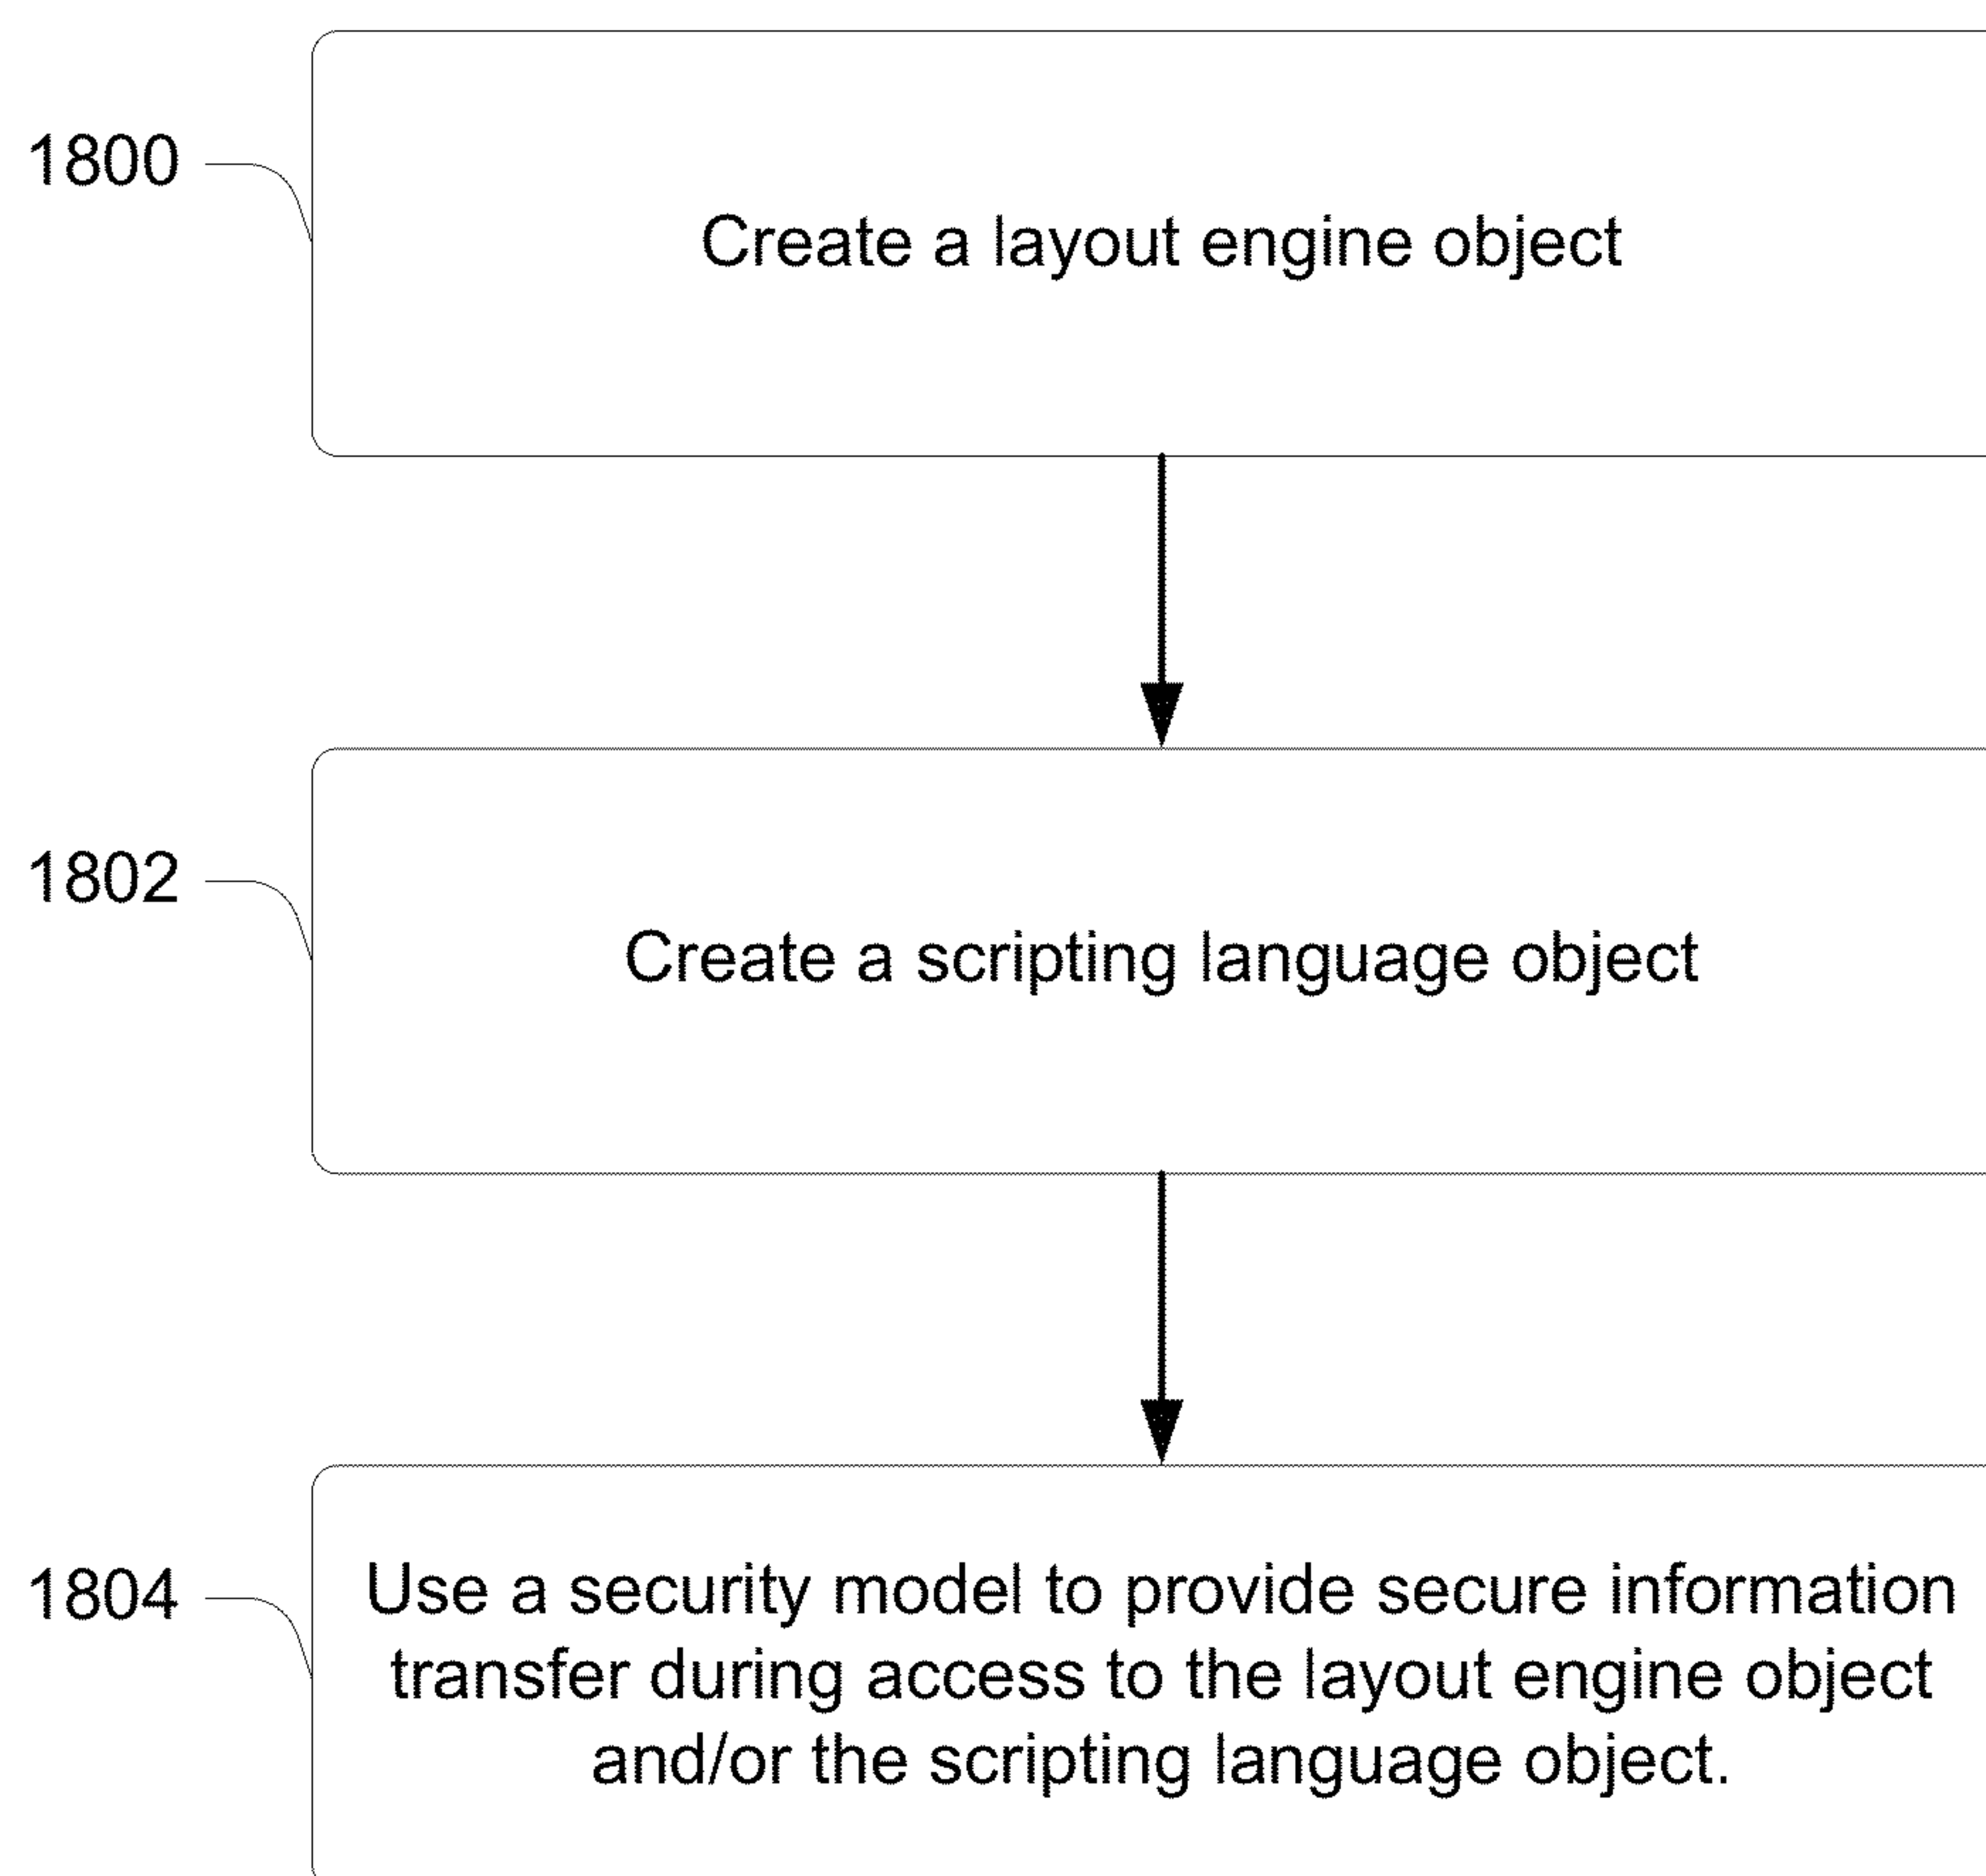 1800
Create a layout engine object
1802
Create a scripting language object
1804
Use a security model to provide secure information
transfer during access to the layout engine object
and/or the scripting language object.